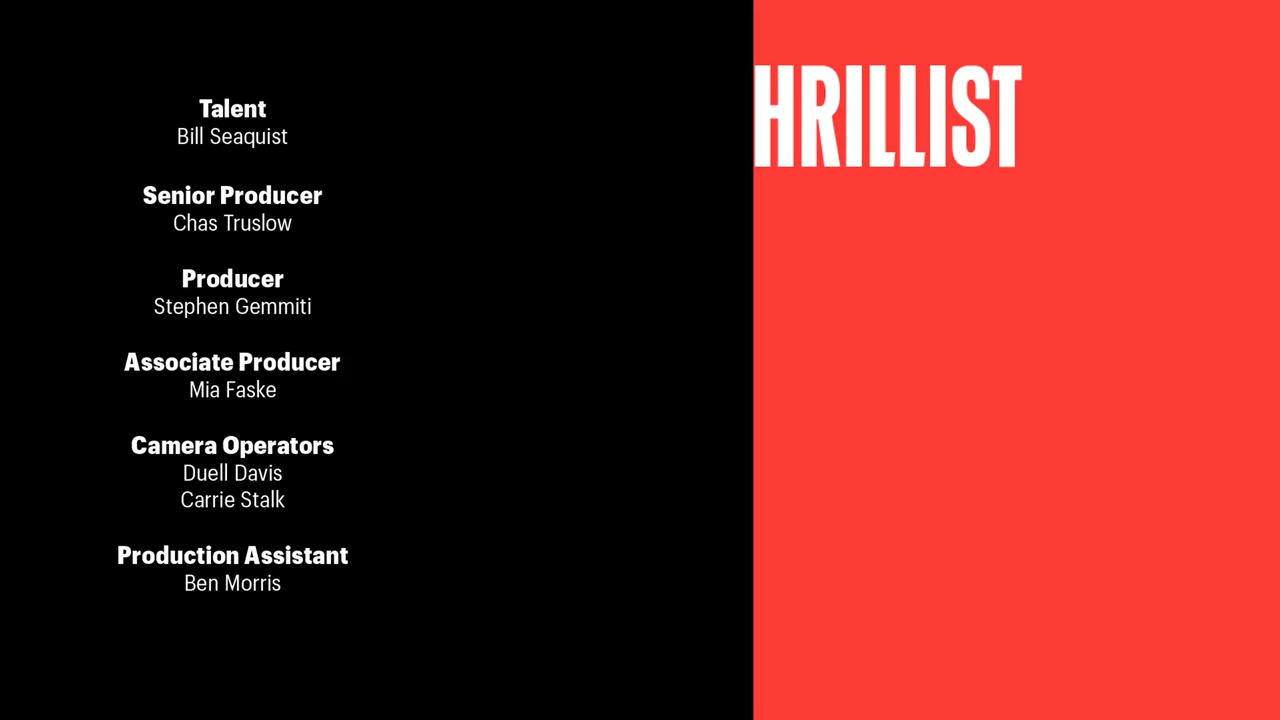 Talent
Bill Seaquist
Senior Producer
Chas Truslow
Producer
Stephen Gemmiti
Associate Producer
Mia Faske
Camera Operators
Duell Davis
Carrie Stalk
Production Assistant
Ben Morris
HRILLIST